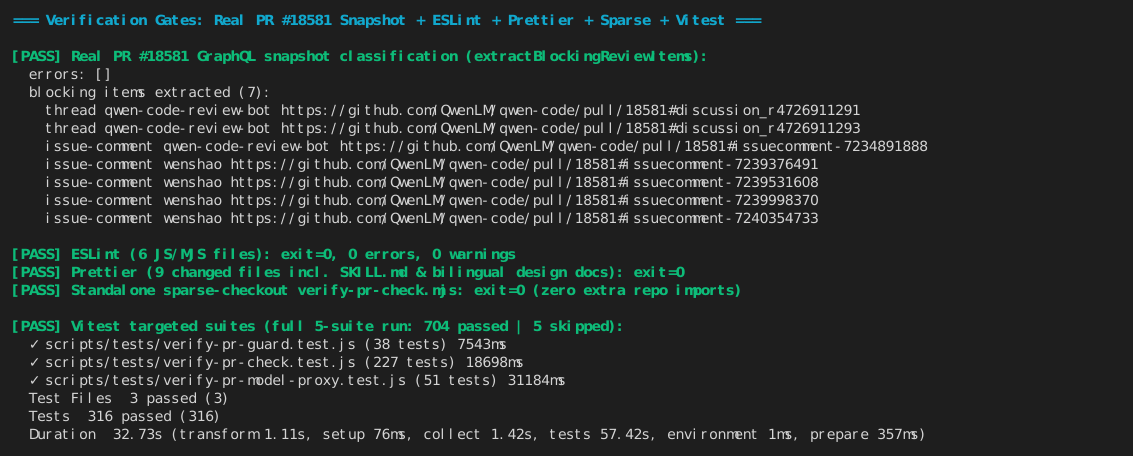 === Verification Gates: Real PR #18581 Snapshot + ESLint + Prettier + Sparse + Vitest ===
[PASS] Real PR #18581 GraphQL snapshot classification (extractBlockingReviewItems):
errors: []
blocking items extracted (7):
thread qwen-code-review-bot https://github.com/QwenLM/qwen-code/pull/18581#discussion_r4726911291
thread qwen-code-review-bot https://github.com/QwenLM/qwen-code/pull/18581#discussion_r4726911293
issue-comment qwen-code-review-bot https://github.com/QwenLM/qwen-code/pull/18581#issuecomment-7234891888
issue-comment wenshao https://github.com/QwenLM/qwen-code/pull/18581#issuecomment-7239376491
issue-comment wenshao https://github.com/QwenLM/qwen-code/pull/18581#issuecomment-7239531608
issue-comment wenshao https://github.com/QwenLM/qwen-code/pull/18581#issuecomment-7239998370
issue-comment wenshao https://github.com/QwenLM/qwen-code/pull/18581#issuecomment-7240354733
[PASS] ESLint (6 JS/MJS files): exit=0, 0 errors, 0 warnings
[PASS] Prettier (9 changed files incl. SKILL.md & bilingual design docs): exit=0
[PASS] Standalone sparse-checkout verify-pr-check.mjs: exit=0 (zero extra repo imports)
[PASS] Vitest targeted suites (full 5-suite run: 704 passed | 5 skipped):
✓ scripts/tests/verify-pr-guard.test.js (38 tests) 7543ms
✓ scripts/tests/verify-pr-check.test.js (227 tests) 18698ms
✓ scripts/tests/verify-pr-model-proxy.test.js (51 tests) 31184ms
Test Files 3 passed (3)
Tests 316 passed (316)
Duration 32.73s (transform 1.11s, setup 76ms, collect 1.42s, tests 57.42s, environment 1ms, prepare 357ms)